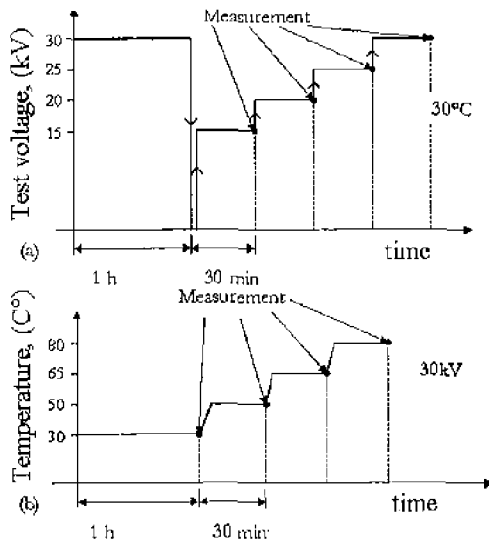 Measurement
Test voltage, (kV)
30
25
20
15
30°C
(a)
time
1 h
30 min
Measurement
Temperature, (C°)
80
65
50
30
30kV
(b)
time
1 h
30 min